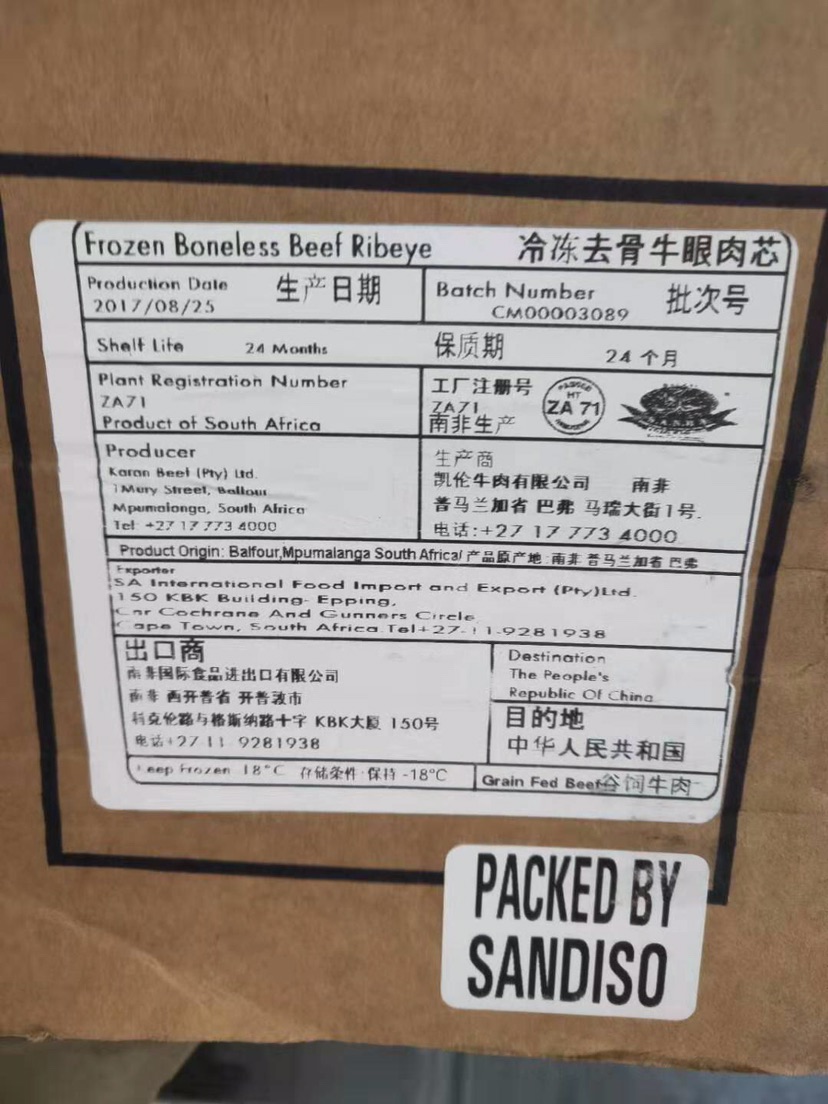 Frozen Boneless Beef Ribeye 冷冻去骨牛眼肉芯
Production Date 生产日期
2017/08/25
Batch Number 批次号
CM00003089
Shelf Life 24 Months 保质期 24个月
Plant Registration Number
ZA71
Product of South Africa
工厂注册号
ZA71
南非生产
ZA 71
Producer
Karan Beef (Pty) Ltd.
1 Mury Street, Balfour
Mpumalanga, South Africa
Tel: +27 17 773 4000
生产商
凯伦牛肉有限公司 南非
普马兰加省 巴弗 马瑞大街1号.
电话:+27 17 773 4000
Product Origin: Balfour,Mpumalanga South Africa/ 产品原产地:南非 普马兰加省 巴弗
Exporter
SA International Food Import and Export (Pty)Ltd.
150 KBK Building- Epping,
Cnr Cochrane And Gunners Circle
Cape Town, South Africa.
出口商
南非国际食品进出口有限公司
南非 西开普省 开普敦市
科克伦路与格斯纳路十字 KBK大厦 150号
电话+27 11 9281938
Destination
The People's
Republic Of China
目的地
中华人民共和国
Keep Frozen 18°C 存储条件·保持 -18°C
Grain Fed Beef谷饲牛肉
PACKED BY
SANDISO